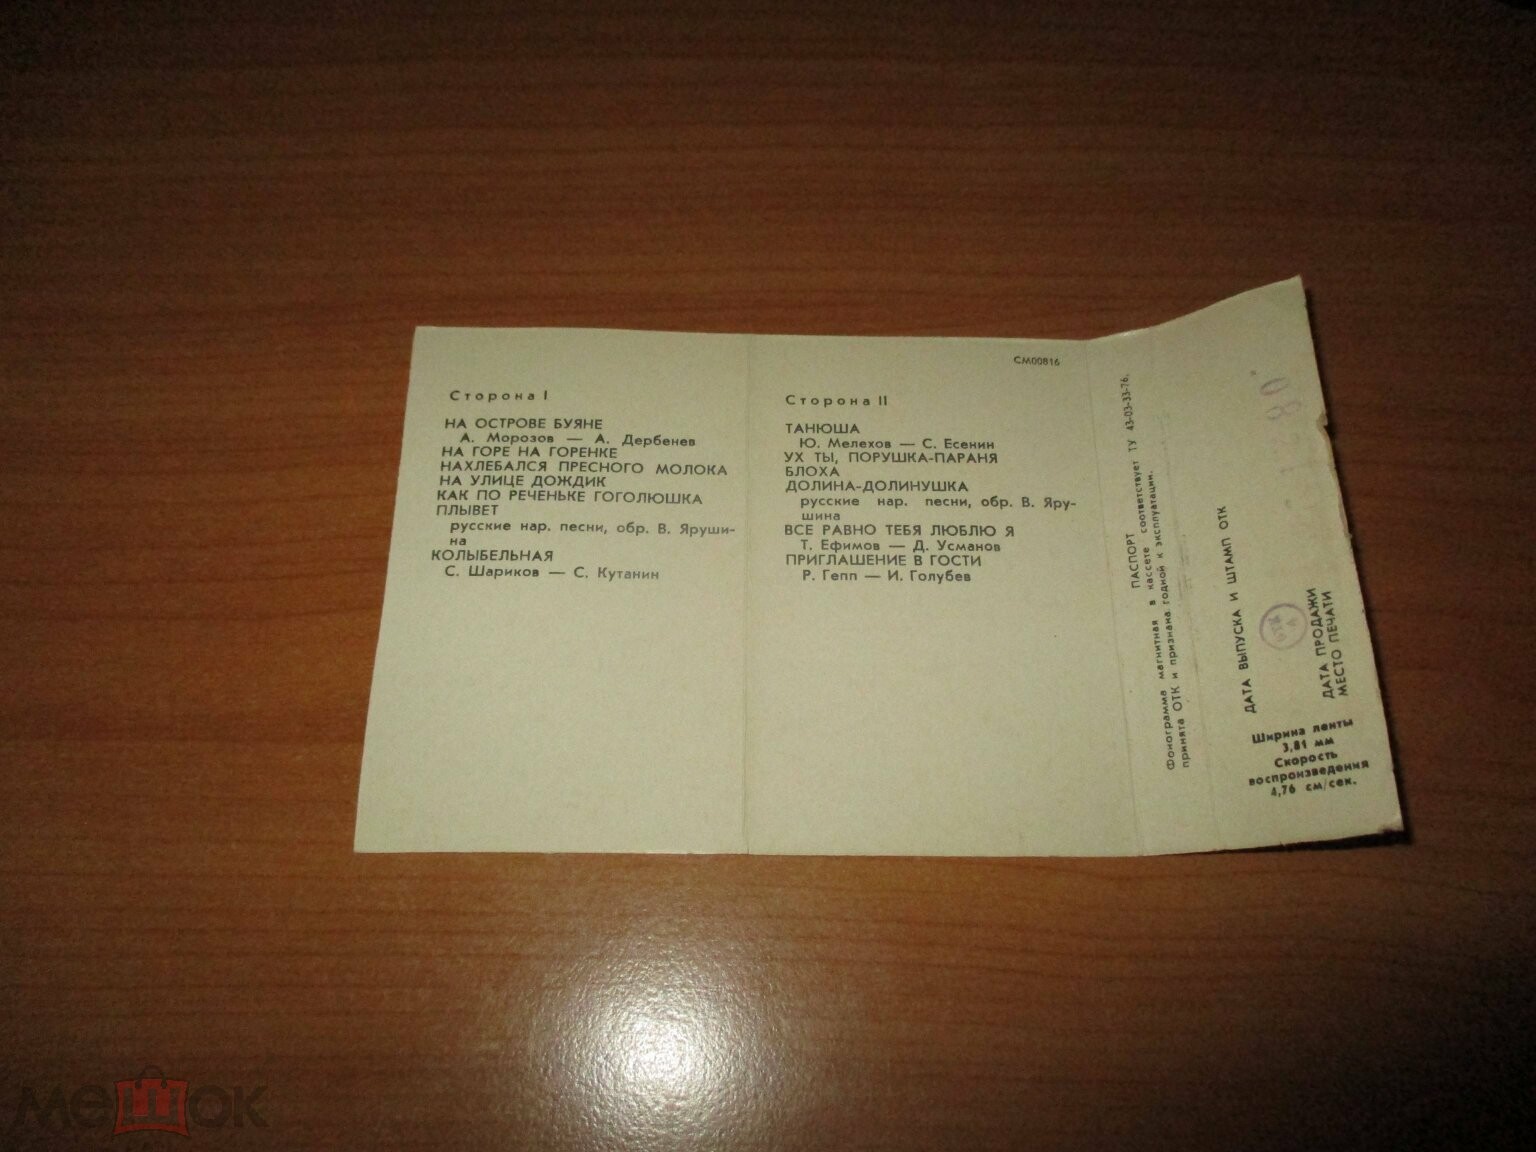 Сторона I
НА ОСТРОВЕ БУЯНЕ
А. Морозов — А. Дербенев
НА ГОРЕ НА ГОРЕНКЕ
НАХЛЕБАЛСЯ ПРЕСНОГО МОЛОКА
НА УЛИЦЕ ДОЖДИК
КАК ПО РЕЧЕНЬКЕ ГОГОЛЮШКА
ПЛЫВЕТ
русские нар. песни, обр. В. Яруши-
на
КОЛЫБЕЛЬНАЯ
С. Шариков — С. Кутанин
СМ00816
Сторона II
ТАНЮША
Ю. Мелехов — С. Есенин
УХ ТЫ, ПОРУШКА-ПАРАНЯ
БЛОХА
ДОЛИНА-ДОЛИНУШКА
русские нар. песни, обр. В. Яру-
шина
ВСЕ РАВНО ТЕБЯ ЛЮБЛЮ Я
Т. Ефимов — Д. Усманов
ПРИГЛАШЕНИЕ В ГОСТИ
Р. Гепп — И. Голубев
ПАСПОРТ
Фонограмма магнитная в кассете соответствует ТУ 43-03-33-76,
принята ОТК и признана годной к эксплуатации.
ДАТА ВЫПУСКА И ШТАМП ОТК
ДАТА ПРОДАЖИ
МЕСТО ПЕЧАТИ
Ширина ленты
3,81 мм
Скорость
воспроизведения
4,76 см/сек.
мешок